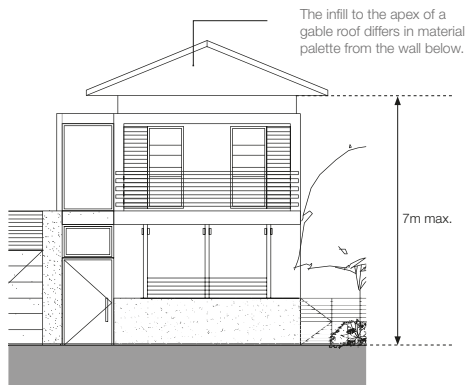 The infill to the apex of a
gable roof differs in material
palette from the wall below.
7m max.